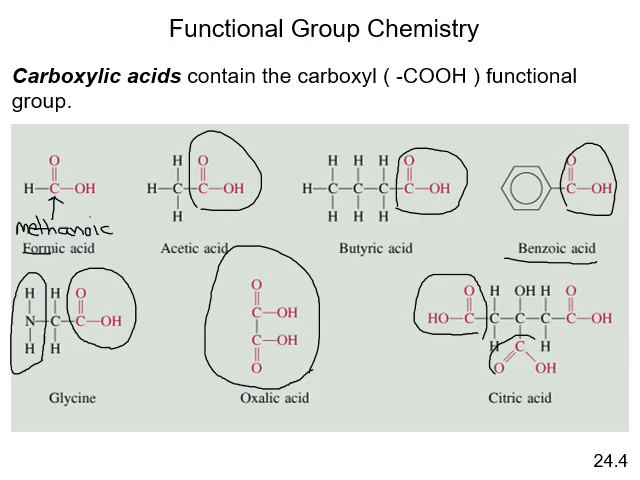 Functional Group Chemistry
Carboxylic acids contain the carboxyl ( -COOH ) functional
group.
O H O H H H O O
H—C—OH H—C—C—OH H—C—C—C—C—OH C—OH
H H H H
methanoic
Formic acid Acetic acid Butyric acid Benzoic acid
H H O O O H OH H O
N—C—C—OH C—OH HO—C—C—C—C—C—OH
H H C—OH H C H
O O OH
Glycine Oxalic acid Citric acid
24.4